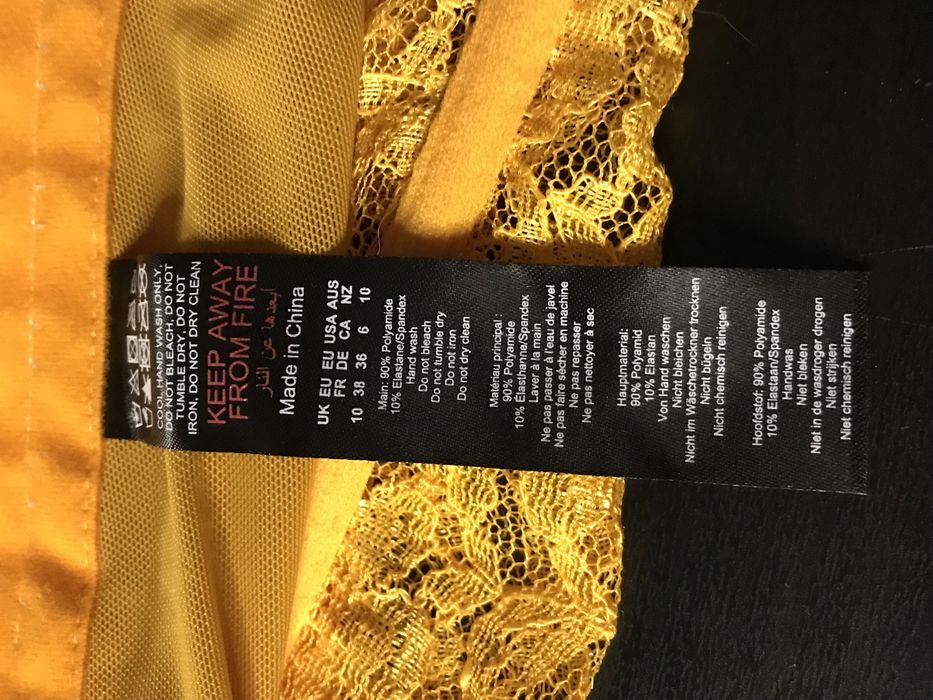 COOL HAND WASH ONLY.
DO NOT BLEACH. DO NOT
TUMBLE DRY. DO NOT
IRON. DO NOT DRY CLEAN
KEEP AWAY
FROM FIRE
ابعدها عن النار
Made in China
UK EU EU USA AUS
FR DE CA NZ
10 38 36 6 10
Main: 90% Polyamide
10% Elastane/Spandex
Hand wash
Do not bleach
Do not tumble dry
Do not iron
Do not dry clean
Matériau principal :
90% Polyemide
10% Élasthanne/Spandex
Laver à la main
Ne pas passer à l'eau de javel
Ne pas faire sécher en machine
Ne pas repasser
Ne pas netoyer à sec
Hauptmaterial:
90% Polyamid
10% Elastan
Von Hand waschen
Nicht bleichen
Nicht im Wäschetrockner trocknen
Nicht bügeln
Nicht chemisch reinigen
Hoofdstof: 90% Polyamide
10% Elastaan/Spandex
Handwas
Niet bleken
Niet in de wasdroger drogen
Niet strijken
Niet chemisch reinigen